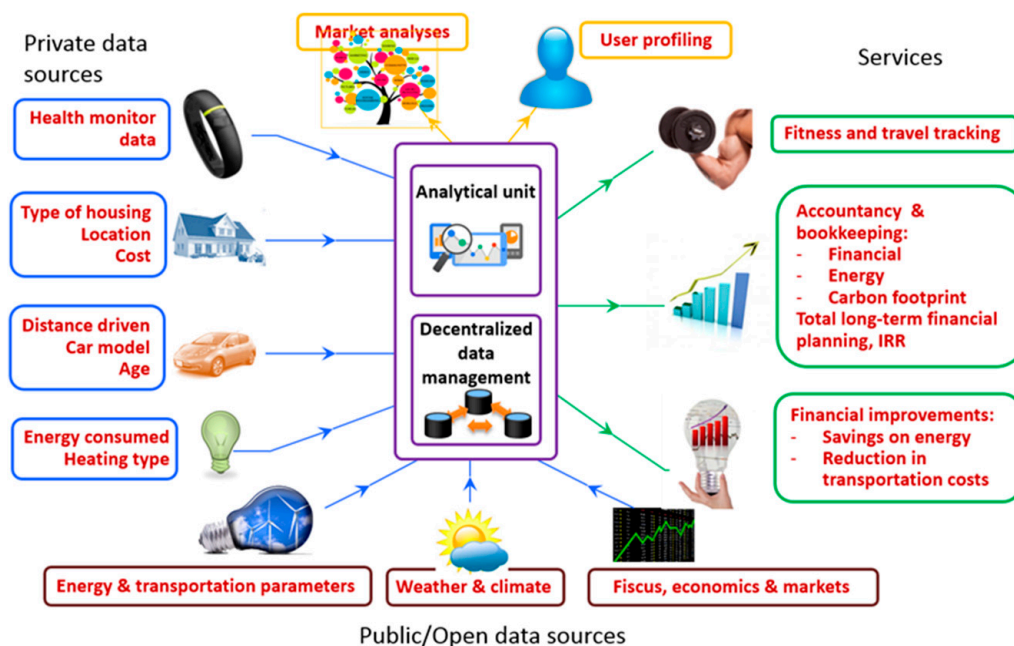 Private data
sources
Market analyses
User profiling
Services
Health monitor
data
Type of housing
Location
Cost
Distance driven
Car model
Age
Energy consumed
Heating type
Analytical unit
Decentralized
data
management
Fitness and travel tracking
Accountancy &
bookkeeping:
- Financial
- Energy
- Carbon footprint
Total long-term financial
planning, IRR
Financial improvements:
- Savings on energy
- Reduction in
transportation costs
Energy & transportation parameters
Weather & climate
Fiscus, economics & markets
Public/Open data sources